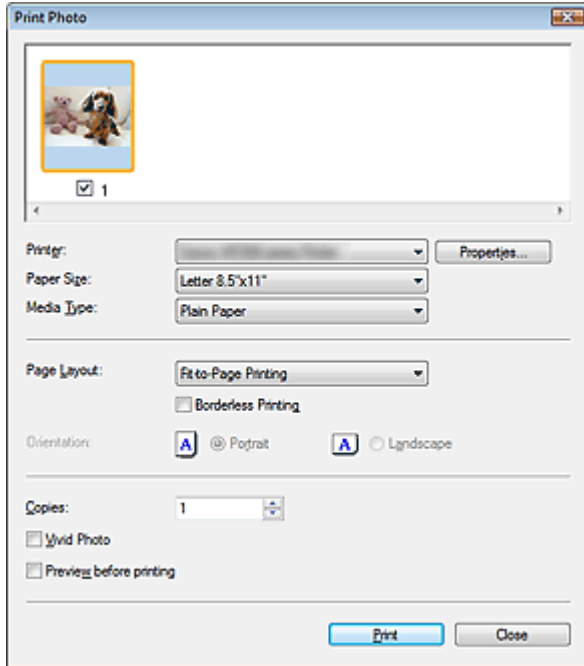 Print Photo
1
Printer:
Properties...
Paper Size: Letter 8.5"x11"
Media Type: Plain Paper
Page Layout: Fit-to-Page Printing
Borderless Printing
Orientation: A Portrait A Landscape
Copies: 1
Vivid Photo
Preview before printing
Print Close